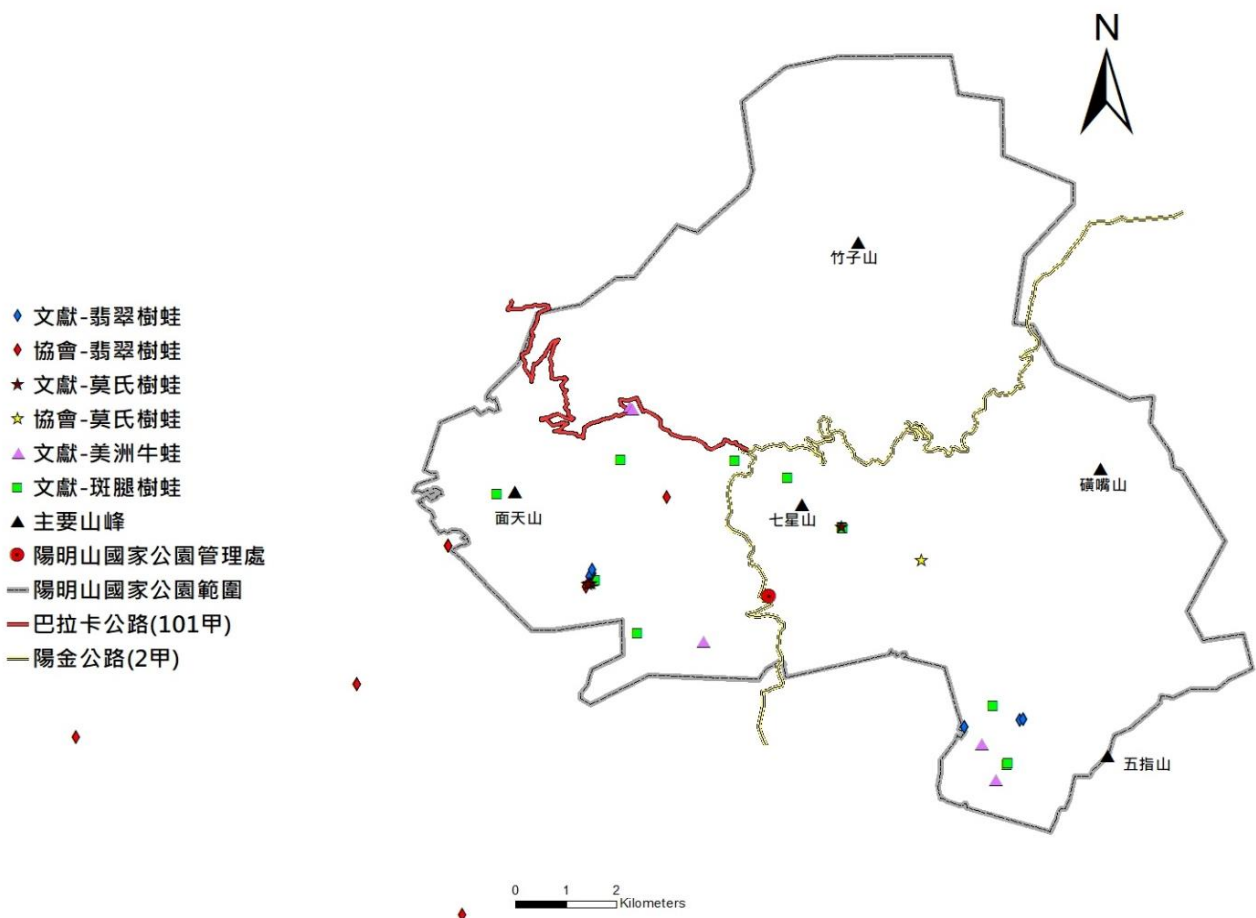 N
竹子山
磺嘴山
面天山
七星山
五指山
文獻-翡翠樹蛙
協會-翡翠樹蛙
文獻-莫氏樹蛙
協會-莫氏樹蛙
文獻-美洲牛蛙
文獻-斑腿樹蛙
主要山峰
陽明山國家公園管理處
陽明山國家公園範圍
巴拉卡公路(101甲)
陽金公路(2甲)
0 1 2
Kilometers